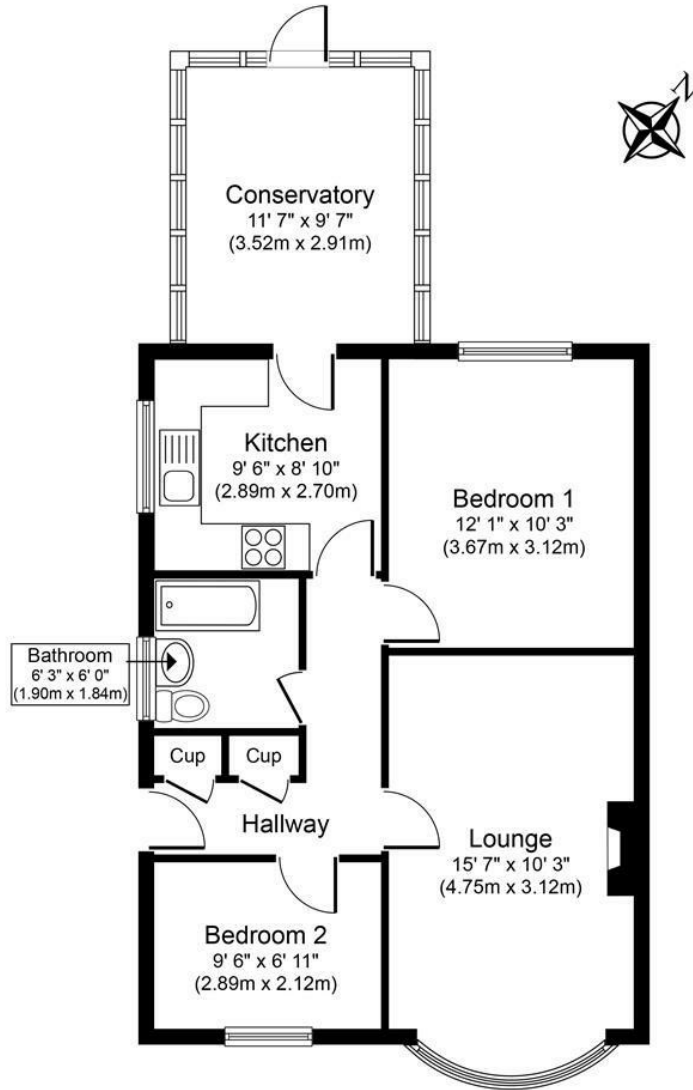 N
Conservatory
11' 7" x 9' 7"
(3.52m x 2.91m)
Kitchen
9' 6" x 8' 10"
(2.89m x 2.70m)
Bedroom 1
12' 1" x 10' 3"
(3.67m x 3.12m)
Bathroom
6' 3" x 6' 0"
(1.90m x 1.84m)
Cup
Cup
Hallway
Lounge
15' 7" x 10' 3"
(4.75m x 3.12m)
Bedroom 2
9' 6" x 6' 11"
(2.89m x 2.12m)